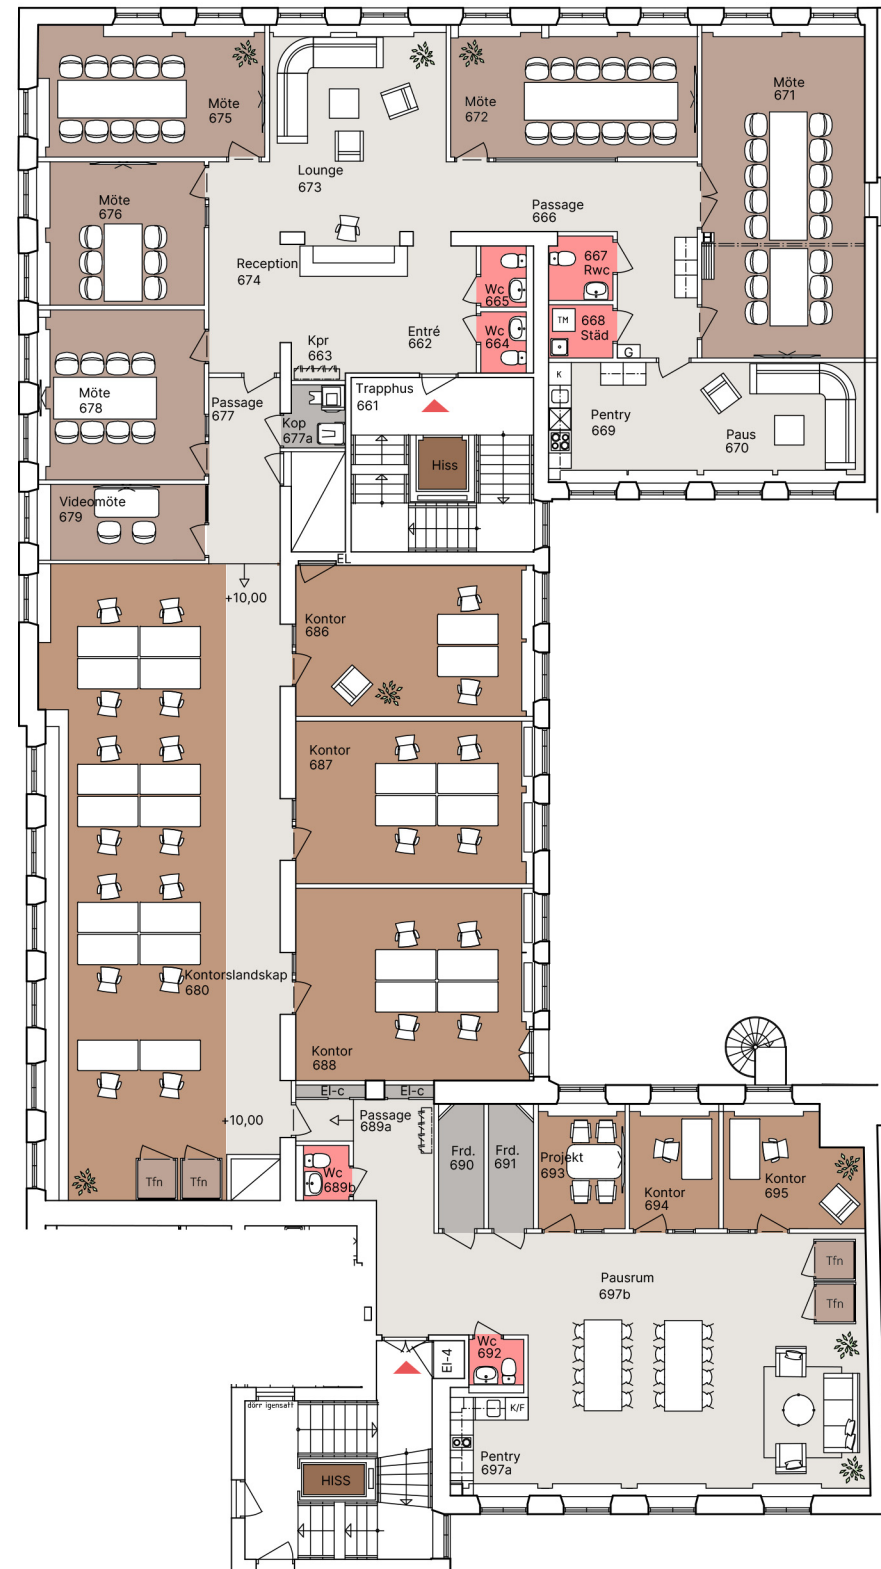 Möte
675
Lounge
673
Möte
672
Möte
671
Möte
676
Passage
666
Reception
674
667
Rwc
Wc
665
TM
668
Städ
G
Kpr
663
Entré
662
Wc
664
Möte
678
Passage
677
Kop
677a
Trapphus
661
K
Pentry
669
Paus
670
Hiss
Videomöte
679
EL
+10,00
Kontor
686
Kontor
687
Kontorslandskap
680
Kontor
688
El-c
El-c
+10,00
Passage
689a
Wc
689b
Frd.
690
Frd.
691
Projekt
693
Kontor
694
Kontor
695
Tfn
Tfn
Pausrum
697b
Tfn
Tfn
Wc
692
El-4
K/F
Pentry
697a
dörr igensatt
HISS